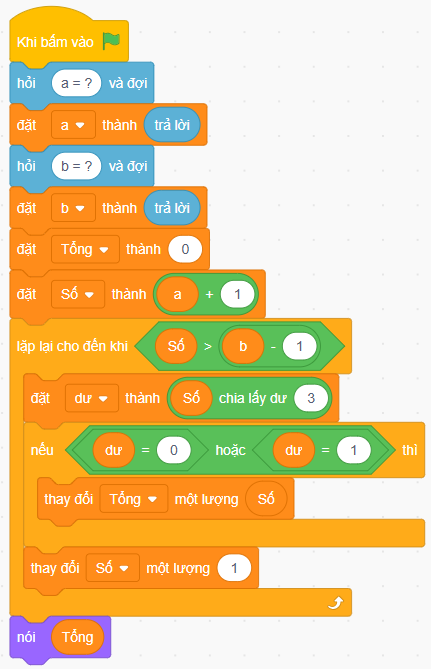 Khi bấm vào
hỏi a = ? và đợi
đặt a thành trả lời
hỏi b = ? và đợi
đặt b thành trả lời
đặt Tổng thành 0
đặt Số thành a + 1
lặp lại cho đến khi Số > b - 1
đặt dư thành Số chia lấy dư 3
nếu dư = 0 hoặc dư = 1 thì
thay đổi Tổng một lượng Số
thay đổi Số một lượng 1
nói Tổng